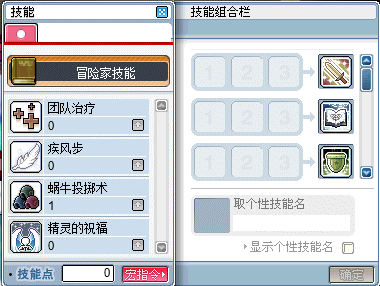 技能
冒险家技能
团队治疗
0
疾风步
0
蜗牛投掷术
1
精灵的祝福
0
技能点 0 宏指令
技能组合栏
1 2 3
1 2 3
1 2 3
取个性技能名
显示个性技能名
确定